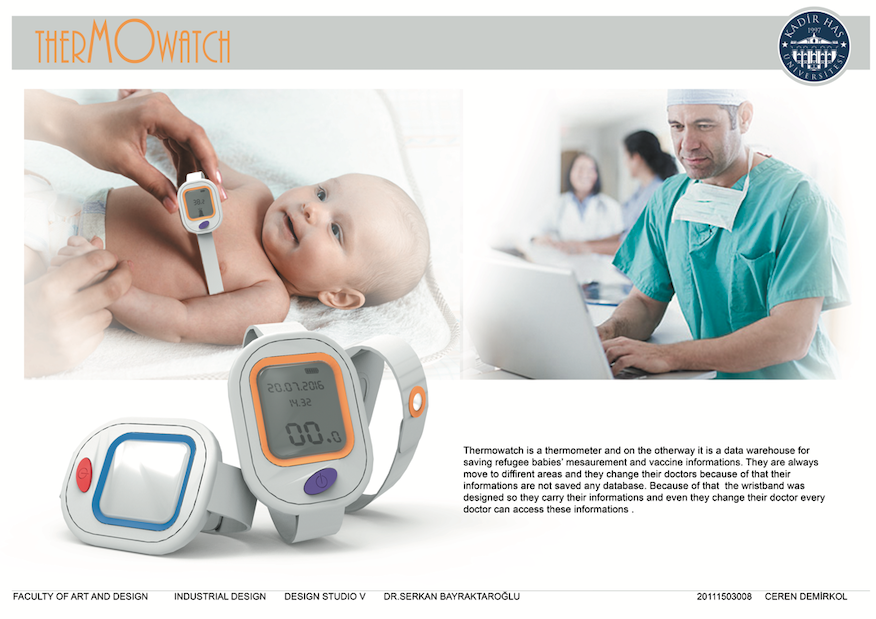 THERMOWATCH
KADİR HAS
1997
ÜNİVERSİTESİ
20.07.2016
14.32
00.0
Thermowatch is a thermometer and on the otherway it is a data warehouse for
saving refugee babies' mesaurement and vaccine informations. They are always
move to diffirent areas and they change their doctors because of that their
informations are not saved any database. Because of that the wristband was
designed so they carry their informations and even they change their doctor every
doctor can access these informations .
FACULTY OF ART AND DESIGN INDUSTRIAL DESIGN DESIGN STUDIO V DR.SERKAN BAYRAKTAROĞLU 20111503008 CEREN DEMİRKOL